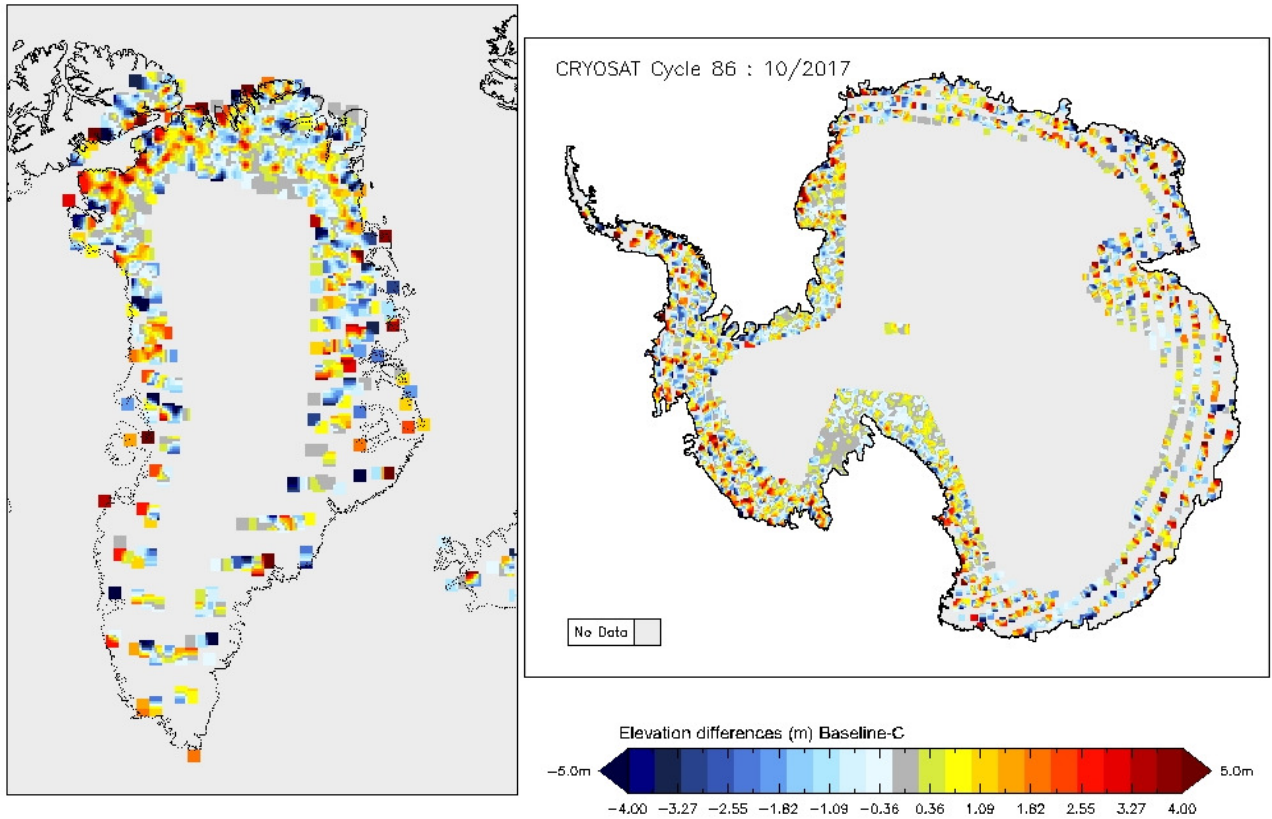 CRYOSAT Cycle 86 : 10/2017
No Data
Elevation differences (m) Baseline-C
-5.0m 5.0m
-4.00 -3.27 -2.55 -1.82 -1.09 -0.36 0.36 1.09 1.82 2.55 3.27 4.00